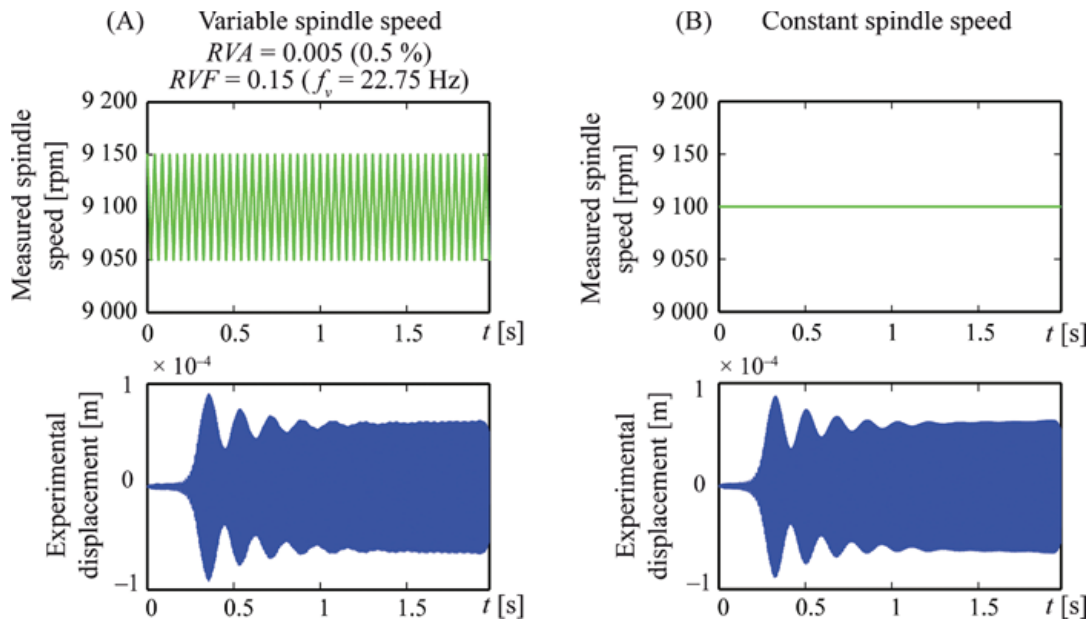 (A) Variable spindle speed
RVA = 0.005 (0.5 %)
RVF = 0.15 ( f_v = 22.75 Hz)
Measured spindle
speed [rpm]
9 200
9 150
9 100
9 050
9 000
0 0.5 1 1.5 t [s]
× 10⁻⁴
Experimental
displacement [m]
1
0
−1
0 0.5 1 1.5 t [s]
(B) Constant spindle speed
Measured spindle
speed [rpm]
9 200
9 150
9 100
9 050
9 000
0 0.5 1 1.5 t [s]
× 10⁻⁴
Experimental
displacement [m]
1
0
−1
0 0.5 1 1.5 t [s]